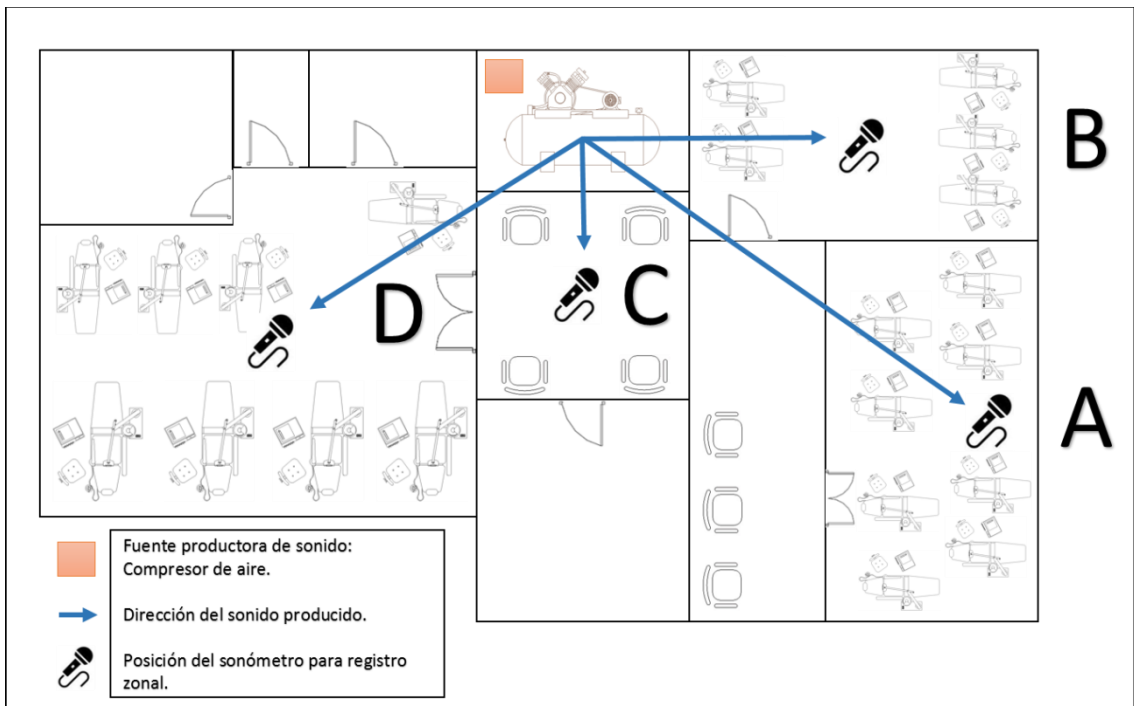 B
C
D
A
Fuente productora de sonido:
Compresor de aire.
Dirección del sonido producido.
Posición del sonómetro para registro
zonal.